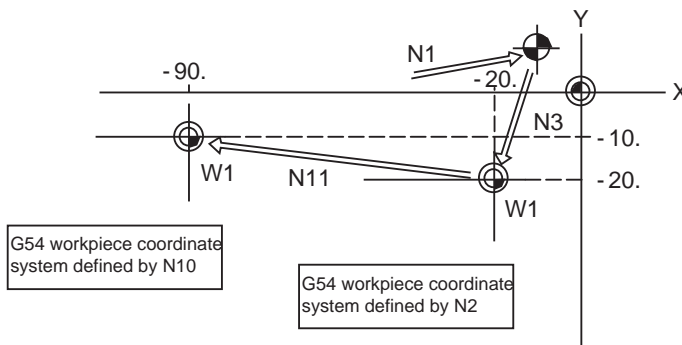 Y
N1
- 90.
- 20.
X
N3
- 10.
W1
N11
- 20.
W1
G54 workpiece coordinate
system defined by N10
G54 workpiece coordinate
system defined by N2